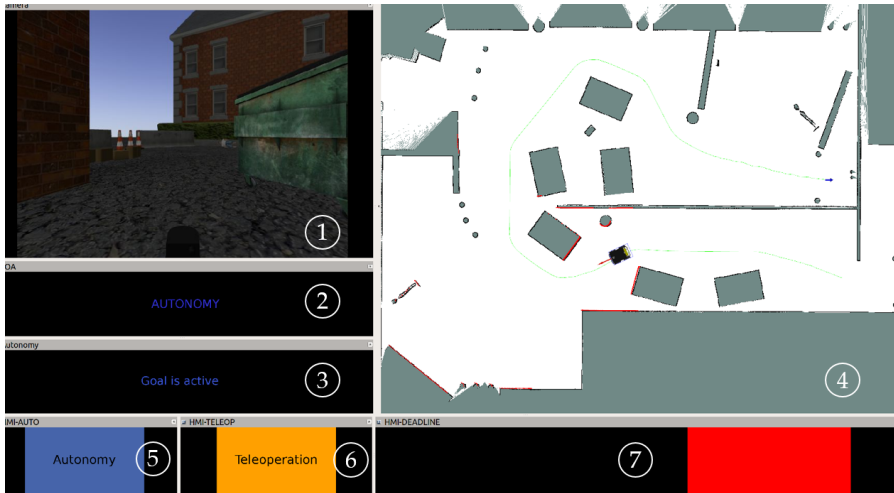 amera
1
OA
AUTONOMY
2
Autonomy
Goal is active
3
4
HMI-AUTO
Autonomy
5
HMI-TELEOP
Teleoperation
6
HMI-DEADLINE
7